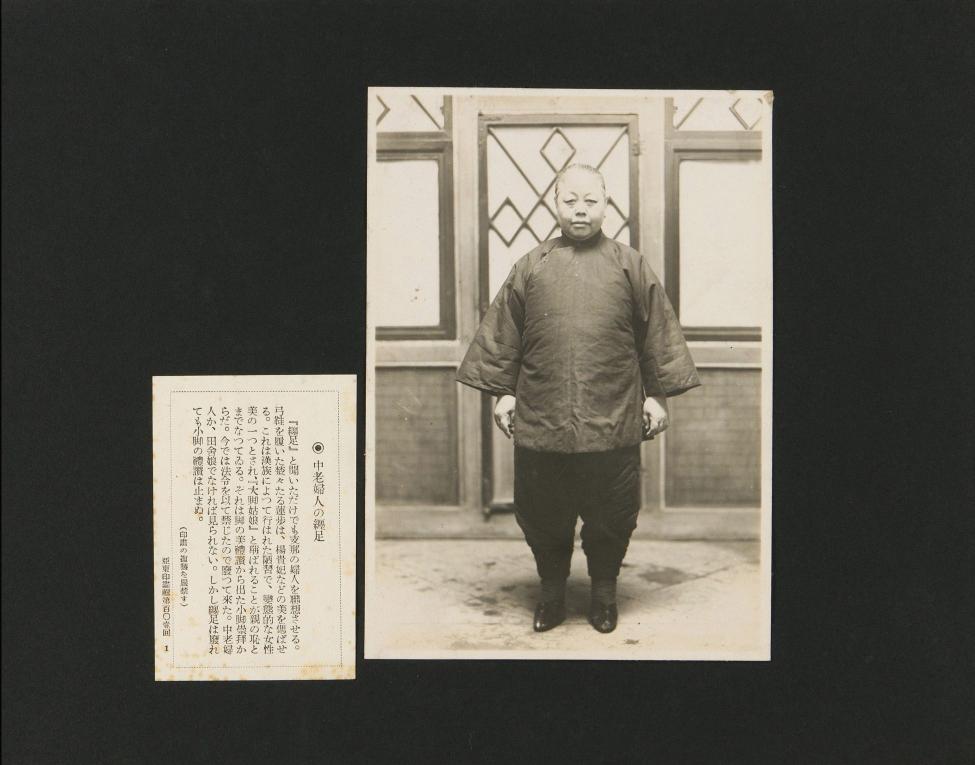 ◉ 中老婦人の纏足
『纏足』と聞いただけでも支那の婦人を聯想させる。
弓鞋を履いた楚々たる蓮步は、楊貴妃などの美を偲ばせ
る。これは漢族によつて行はれた陋習で、變態的な女性
美の一つとされ、『大脚姑娘』と稱ばれることが親の恥と
までなつてゐる。それは脚の美禮讃から出た小脚崇拜か
らだ。今では法令を以て禁じたので廢つて來た。中老婦
人か、田舍娘でなければ見られない。しかし纏足は廢れ
ても小脚の禮讃は止まぬ。
（印畫の複製を嚴禁す）
亞東印畫輯第百〇壹回
1